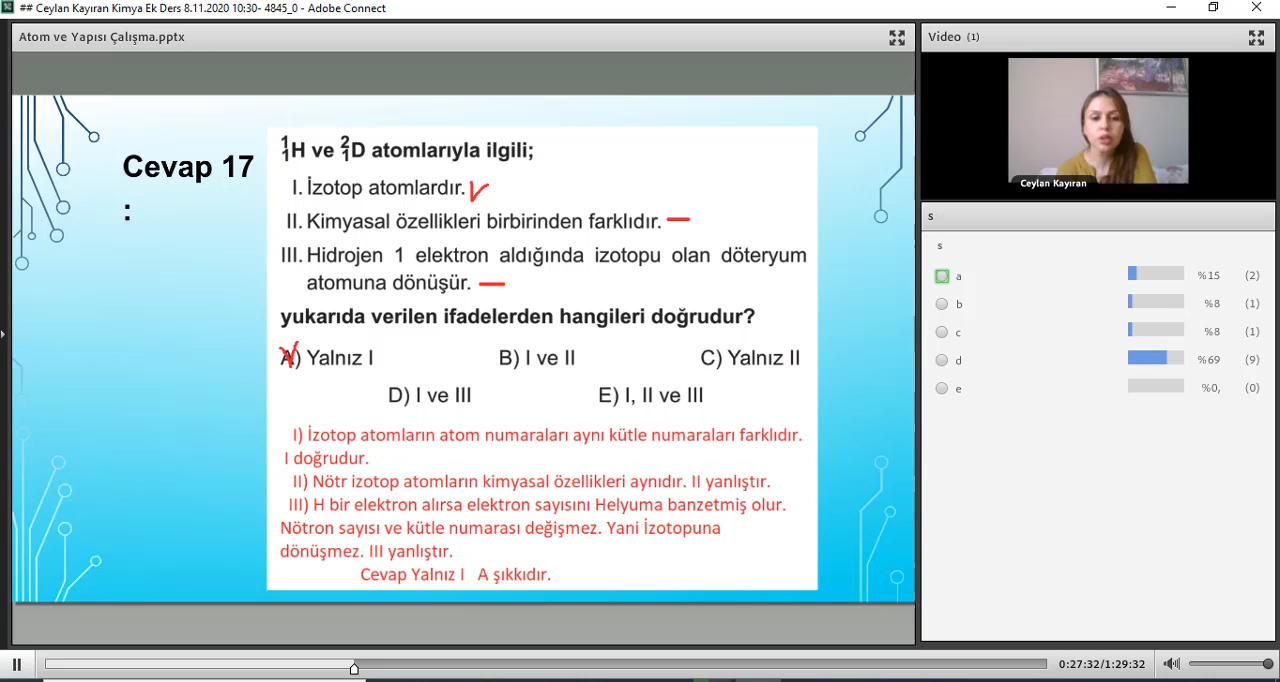 ## Ceylan Kayıran Kimya Ek Ders 8.11.2020 10:30- 4845_0 - Adobe Connect
Atom ve Yapısı Çalışma.pptx
Cevap 17
:
¹₁H ve ²₁D atomlarıyla ilgili;
I. İzotop atomlardır.
II. Kimyasal özellikleri birbirinden farklıdır.
III. Hidrojen 1 elektron aldığında izotopu olan döteryum
atomuna dönüşür.
yukarıda verilen ifadelerden hangileri doğrudur?
A) Yalnız I B) I ve II C) Yalnız II
D) I ve III E) I, II ve III
I) İzotop atomların atom numaraları aynı kütle numaraları farklıdır.
I doğrudur.
II) Nötr izotop atomların kimyasal özellikleri aynıdır. II yanlıştır.
III) H bir elektron alırsa elektron sayısını Helyuma banzetmiş olur.
Nötron sayısı ve kütle numarası değişmez. Yani İzotopuna
dönüşmez. III yanlıştır.
Cevap Yalnız I A şıkkıdır.
Video (1)
Ceylan Kayıran
s
s
a %15 (2)
b %8 (1)
c %8 (1)
d %69 (9)
e %0, (0)
0:27:32/1:29:32